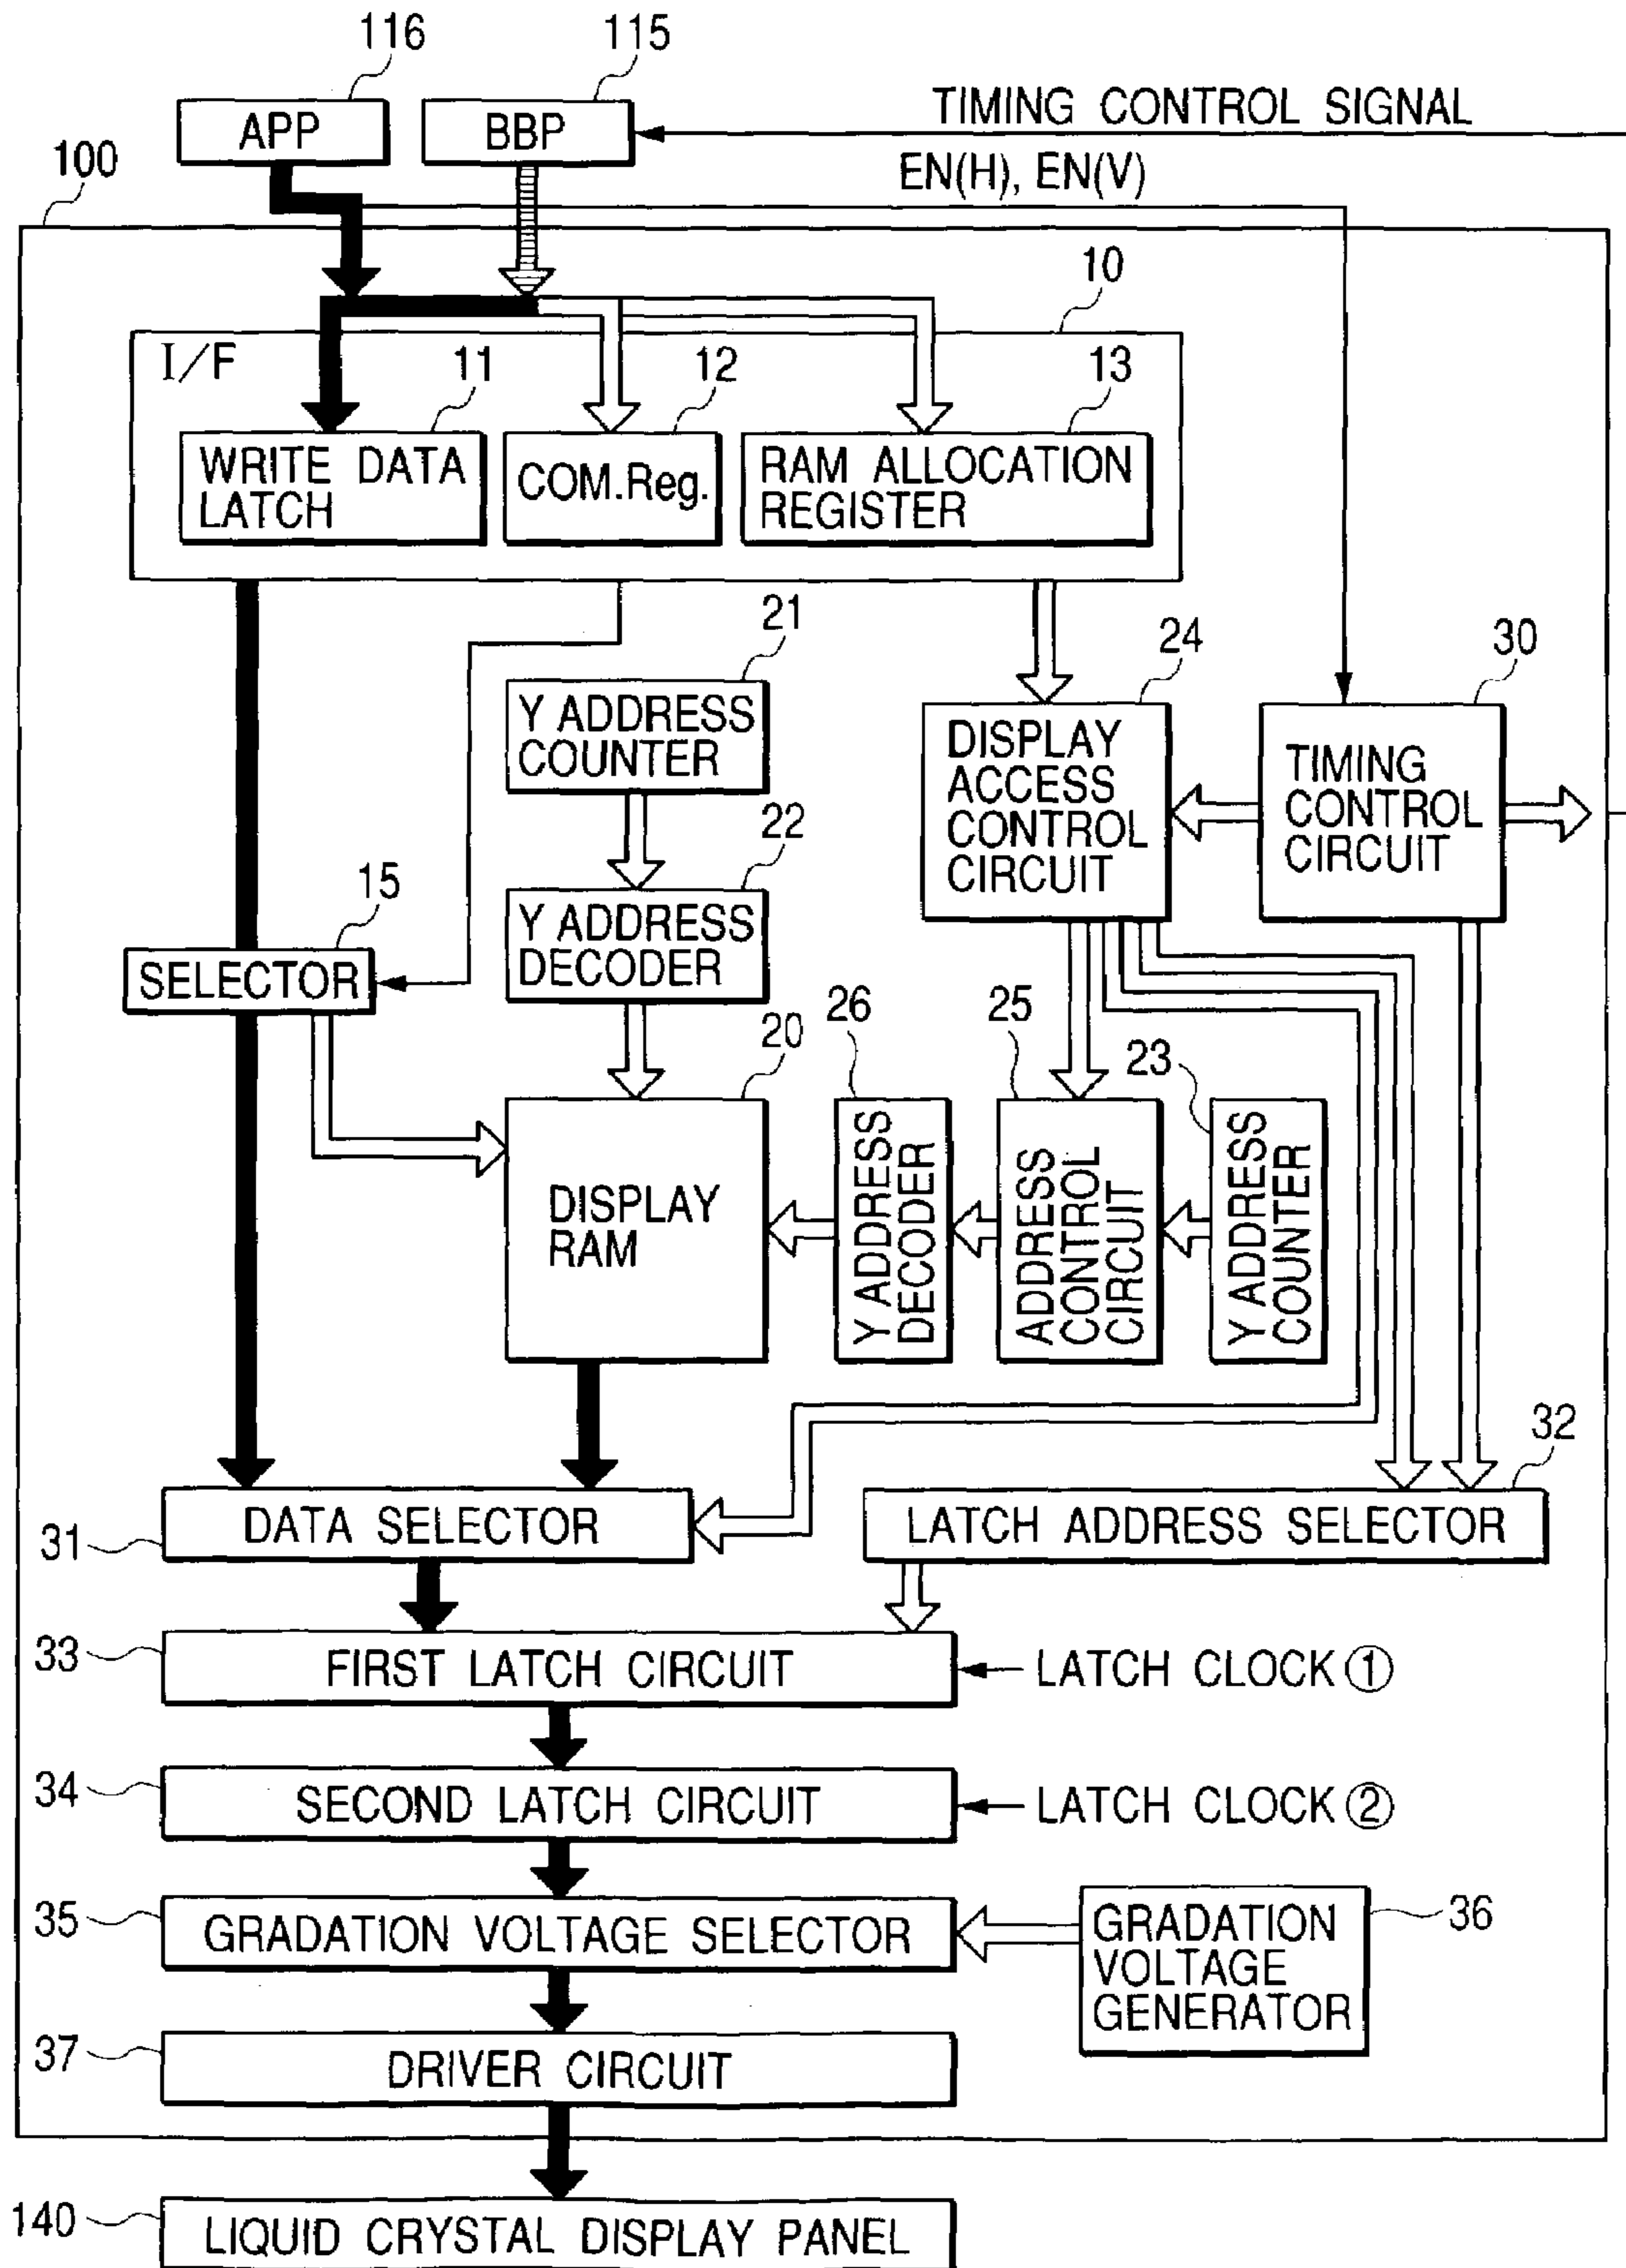 116
115
APP
BBP
TIMING CONTROL SIGNAL
EN(H), EN(V)
100
10
I/F
11
12
13
WRITE DATA
LATCH
COM.Reg.
RAM ALLOCATION
REGISTER
21
24
30
Y ADDRESS
COUNTER
DISPLAY
ACCESS
CONTROL
CIRCUIT
TIMING
CONTROL
CIRCUIT
22
15
Y ADDRESS
DECODER
SELECTOR
20
26
25
23
DISPLAY
RAM
Y ADDRESS
DECODER
ADDRESS
CONTROL
CIRCUIT
Y ADDRESS
COUNTER
32
31
DATA SELECTOR
LATCH ADDRESS SELECTOR
33
FIRST LATCH CIRCUIT
LATCH CLOCK ①
34
SECOND LATCH CIRCUIT
LATCH CLOCK ②
35
GRADATION VOLTAGE SELECTOR
GRADATION
VOLTAGE
GENERATOR
36
37
DRIVER CIRCUIT
140
LIQUID CRYSTAL DISPLAY PANEL